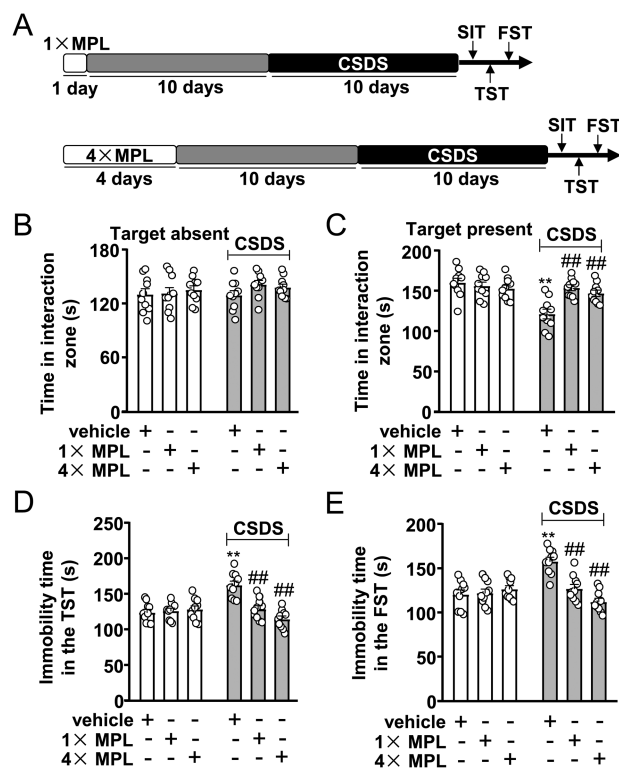 A
1× MPL
SIT FST
CSDS
1 day 10 days 10 days
TST
SIT FST
4× MPL CSDS
4 days 10 days 10 days
TST
B
Target absent
CSDS
Time in interaction
zone (s)
180
120
60
0
vehicle + - - + - -
1× MPL - + - - + -
4× MPL - - + - - +
C
Target present
CSDS
** ## ##
Time in interaction
zone (s)
200
150
100
50
0
vehicle + - - + - -
1× MPL - + - - + -
4× MPL - - + - - +
D
CSDS
** ## ##
Immobility time
in the TST (s)
250
200
150
100
50
0
vehicle + - - + - -
1× MPL - + - - + -
4× MPL - - + - - +
E
CSDS
** ## ##
Immobility time
in the FST (s)
200
150
100
50
0
vehicle + - - + - -
1× MPL - + - - + -
4× MPL - - + - - +